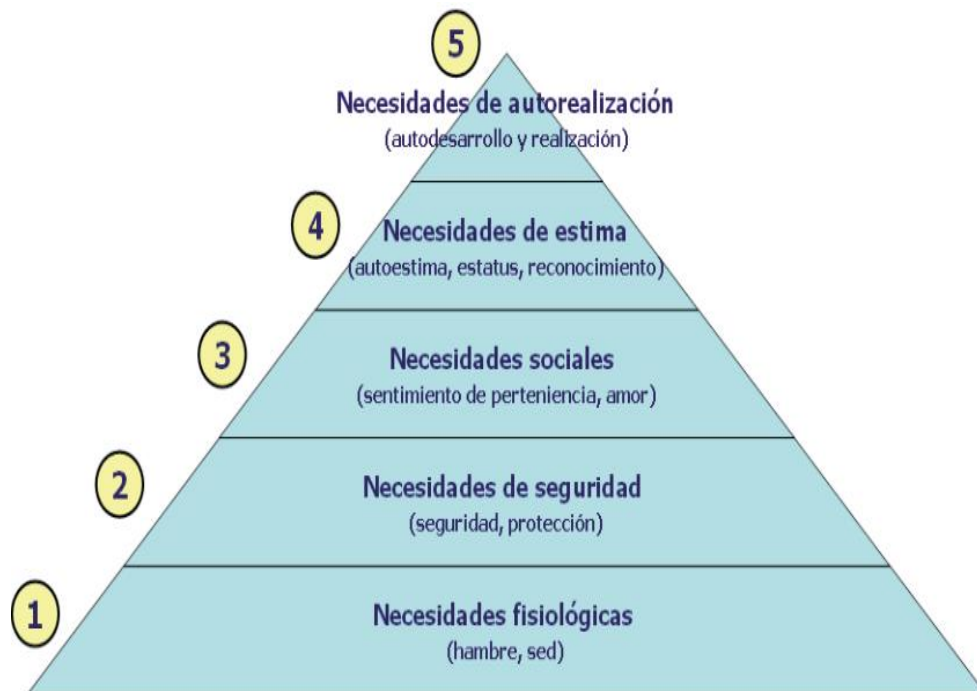 5
Necesidades de autorealización
(autodesarrollo y realización)
4
Necesidades de estima
(autoestima, estatus, reconocimiento)
3
Necesidades sociales
(sentimiento de perteniencia, amor)
2
Necesidades de seguridad
(seguridad, protección)
1
Necesidades fisiológicas
(hambre, sed)